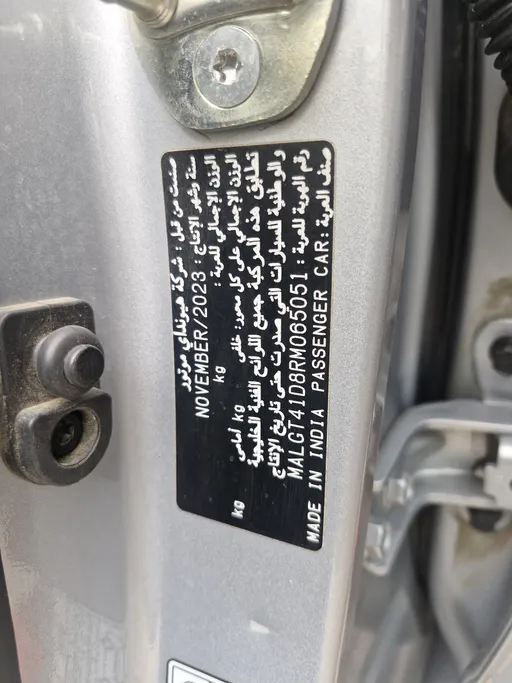 صنعت من قبل : شركة هيونداي موتور
سنة وشهر الإنتاج : NOVEMBER/2023
الوزن الإجمالي للعربة : kg
الوزن الإجمالي على كل محور: خلفي kg أمامي kg
تطابق هذه المركبة جميع اللوائح الفنية الخليجية
و الوطنية للسيارات التي صدرت حتى تاريخ الإنتاج
رقم الهوية للعربة : MALGT41D8RM065051
صنف العربة : MADE IN INDIA PASSENGER CAR